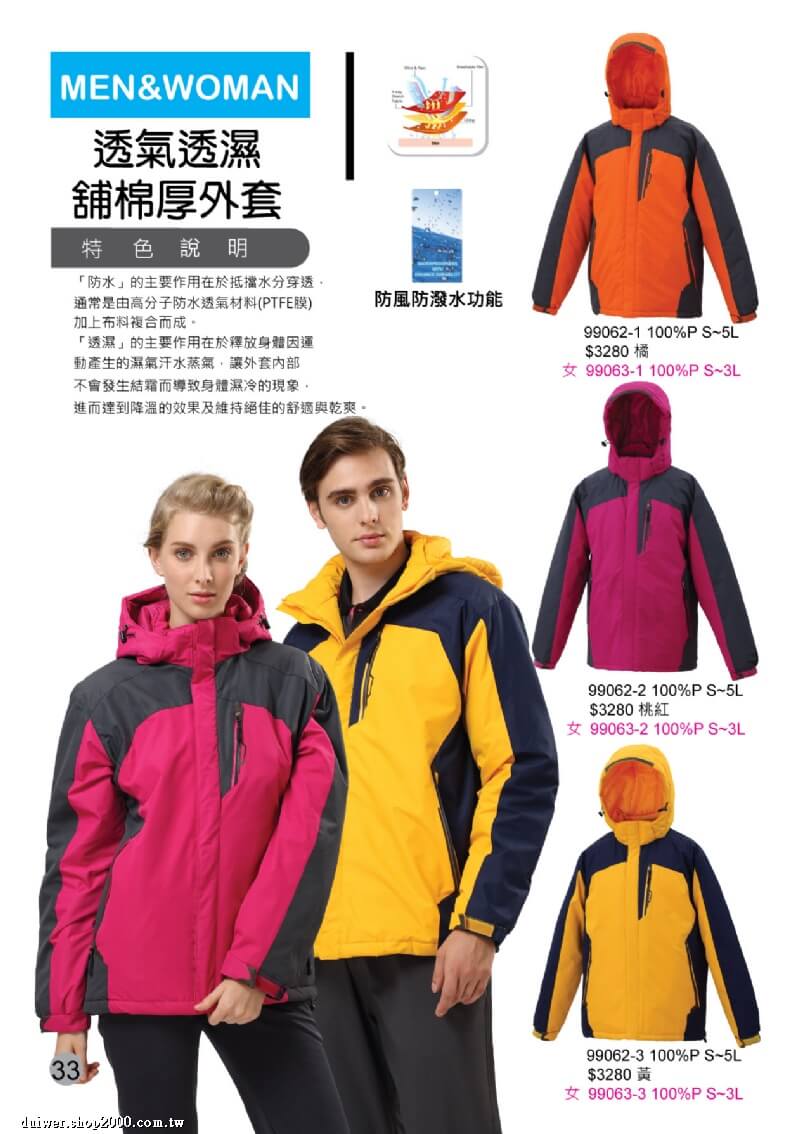 MEN&WOMAN
透氣透濕
舖棉厚外套
特色說明
「防水」的主要作用在於抵擋水分穿透，
通常是由高分子防水透氣材料(PTFE膜)
加上布料複合而成。
「透濕」的主要作用在於釋放身體因運
動產生的濕氣汗水蒸氣，讓外套內部
不會發生結霜而導致身體濕冷的現象，
進而達到降溫的效果及維持絕佳的舒適與乾爽。
防風防潑水功能
99062-1 100%P S~5L
$3280 橘
女 99063-1 100%P S~3L
99062-2 100%P S~5L
$3280 桃紅
女 99063-2 100%P S~3L
99062-3 100%P S~5L
$3280 黃
女 99063-3 100%P S~3L
33
duiwer.shop2000.com.tw